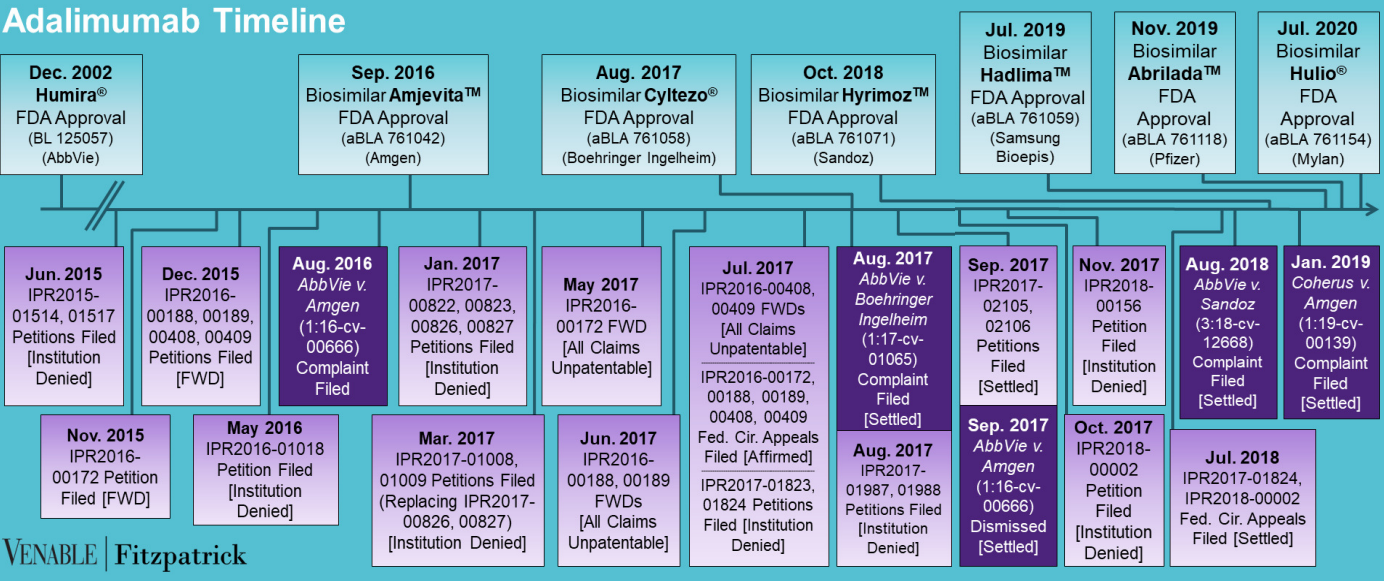 Adalimumab Timeline
Dec. 2002
Humira®
FDA Approval
(BL 125057)
(AbbVie)
Sep. 2016
Biosimilar Amjevita™
FDA Approval
(aBLA 761042)
(Amgen)
Aug. 2017
Biosimilar Cyltezo®
FDA Approval
(aBLA 761058)
(Boehringer Ingelheim)
Oct. 2018
Biosimilar Hyrimoz™
FDA Approval
(aBLA 761071)
(Sandoz)
Jul. 2019
Biosimilar
Hadlima™
FDA Approval
(aBLA 761059)
(Samsung
Bioepis)
Nov. 2019
Biosimilar
Abrilada™
FDA
Approval
(aBLA 761118)
(Pfizer)
Jul. 2020
Biosimilar
Hulio®
FDA
Approval
(aBLA 761154)
(Mylan)
Jun. 2015
IPR2015-
01514, 01517
Petitions Filed
[Institution
Denied]
Nov. 2015
IPR2016-
00172 Petition
Filed [FWD]
Dec. 2015
IPR2016-
00188, 00189,
00408, 00409
Petitions Filed
[FWD]
May 2016
IPR2016-01018
Petition Filed
[Institution
Denied]
Aug. 2016
AbbVie v.
Amgen
(1:16-cv-
00666)
Complaint
Filed
Jan. 2017
IPR2017-
00822, 00823,
00826, 00827
Petitions Filed
[Institution
Denied]
Mar. 2017
IPR2017-01008,
01009 Petitions Filed
(Replacing IPR2017-
00826, 00827)
[Institution Denied]
May 2017
IPR2016-
00172 FWD
[All Claims
Unpatentable]
Jun. 2017
IPR2016-
00188, 00189
FWDs
[All Claims
Unpatentable]
Jul. 2017
IPR2016-00408,
00409 FWDs
[All Claims
Unpatentable]
IPR2016-00172,
00188, 00189,
00408, 00409
Fed. Cir. Appeals
Filed [Affirmed]
IPR2017-01823,
01824 Petitions
Filed [Institution
Denied]
Aug. 2017
AbbVie v.
Boehringer
Ingelheim
(1:17-cv-
01065)
Complaint
Filed
[Settled]
Aug. 2017
IPR2017-
01987, 01988
Petitions Filed
[Institution
Denied]
Sep. 2017
IPR2017-
02105,
02106
Petitions
Filed
[Settled]
Sep. 2017
AbbVie v.
Amgen
(1:16-cv-
00666)
Dismissed
[Settled]
Oct. 2017
IPR2018-
00002
Petition
Filed
[Institution
Denied]
Nov. 2017
IPR2018-
00156
Petition
Filed
[Institution
Denied]
Jul. 2018
IPR2017-01824,
IPR2018-00002
Fed. Cir. Appeals
Filed [Settled]
Aug. 2018
AbbVie v.
Sandoz
(3:18-cv-
12668)
Complaint
Filed
[Settled]
Jan. 2019
Coherus v.
Amgen
(1:19-cv-
00139)
Complaint
Filed
[Settled]
VENABLE | Fitzpatrick